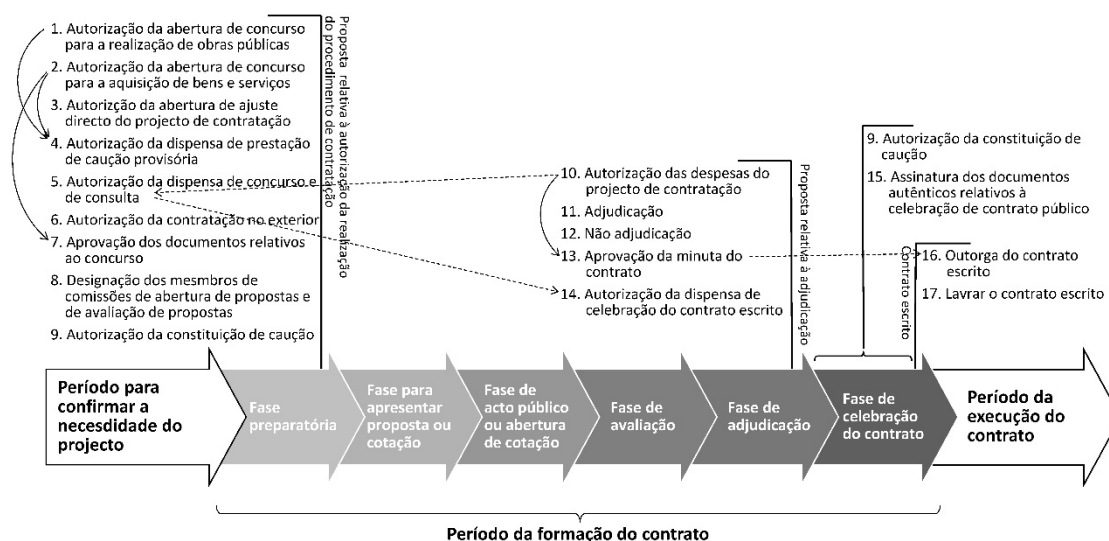 1. Autorização da abertura de concurso
para a realização de obras públicas
2. Autorização da abertura de concurso
para a aquisição de bens e serviços
3. Autorizção da abertura de ajuste
directo do projecto de contratação
4. Autorização da dispensa de prestação
de caução provisória
5. Autorização da dispensa de concurso e
de consulta
6. Autorização da contratação no exterior
7. Aprovação dos documentos relativos
ao concurso
8. Designação dos mesmbros de
comissões de abertura de propostas e
de avaliação de propostas
9. Autorização da constituição de caução
Proposta relativa à autorização da realização
do procedimento de contratação
10. Autorização das despesas do
projecto de contratação
11. Adjudicação
12. Não adjudicação
13. Aprovação da minuta do
contrato
14. Autorização da dispensa de
celebração do contrato escrito
Proposta relativa à adjudicação
9. Autorização da constituição de
caução
15. Assinatura dos documentos
autênticos relativos à
celebração de contrato público
Contrato escrito
16. Outorga do contrato
escrito
17. Lavrar o contrato escrito
Período para
confirmar a
necessdidade do
projecto
Fase
preparatória
Fase para
apresentar
proposta ou
cotação
Fase de
acto público
ou abertura
de cotação
Fase de
avaliação
Fase de
adjudicação
Fase de
celebração
do contrato
Período da
execução do
contrato
Período da formação do contrato